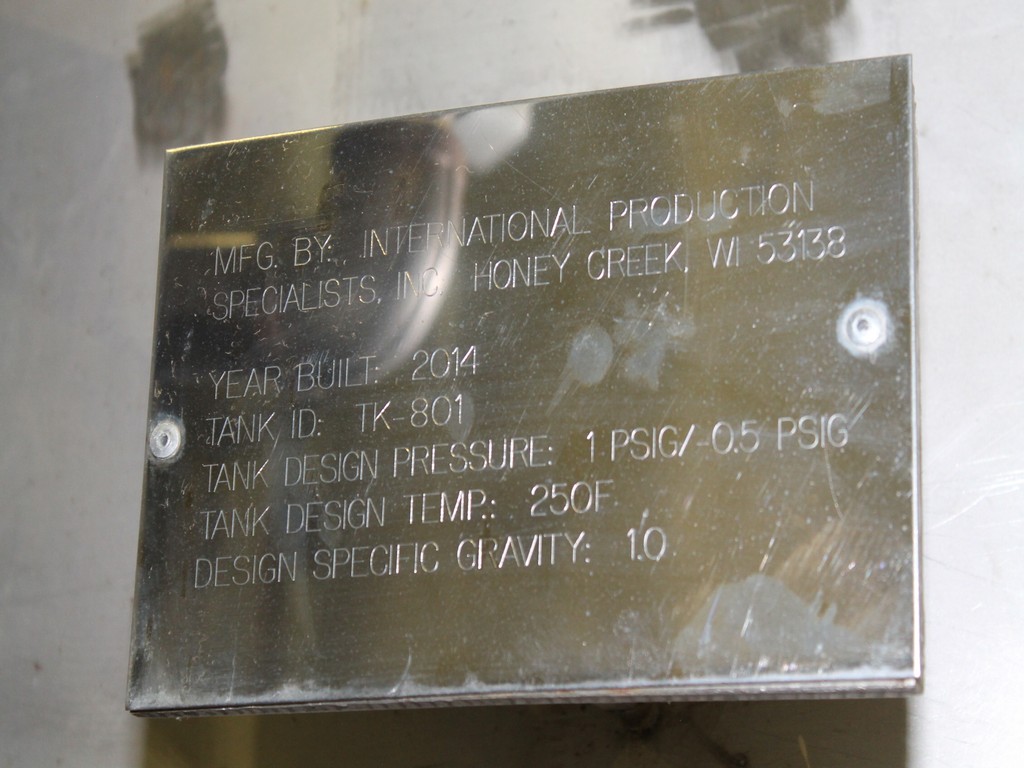 MFG. BY: INTERNATIONAL PRODUCTION
SPECIALISTS, INC. HONEY CREEK, WI 53138
YEAR BUILT: 2014
TANK ID: TK-801
TANK DESIGN PRESSURE: 1 PSIG/-0.5 PSIG
TANK DESIGN TEMP.: 250F
DESIGN SPECIFIC GRAVITY: 1.0